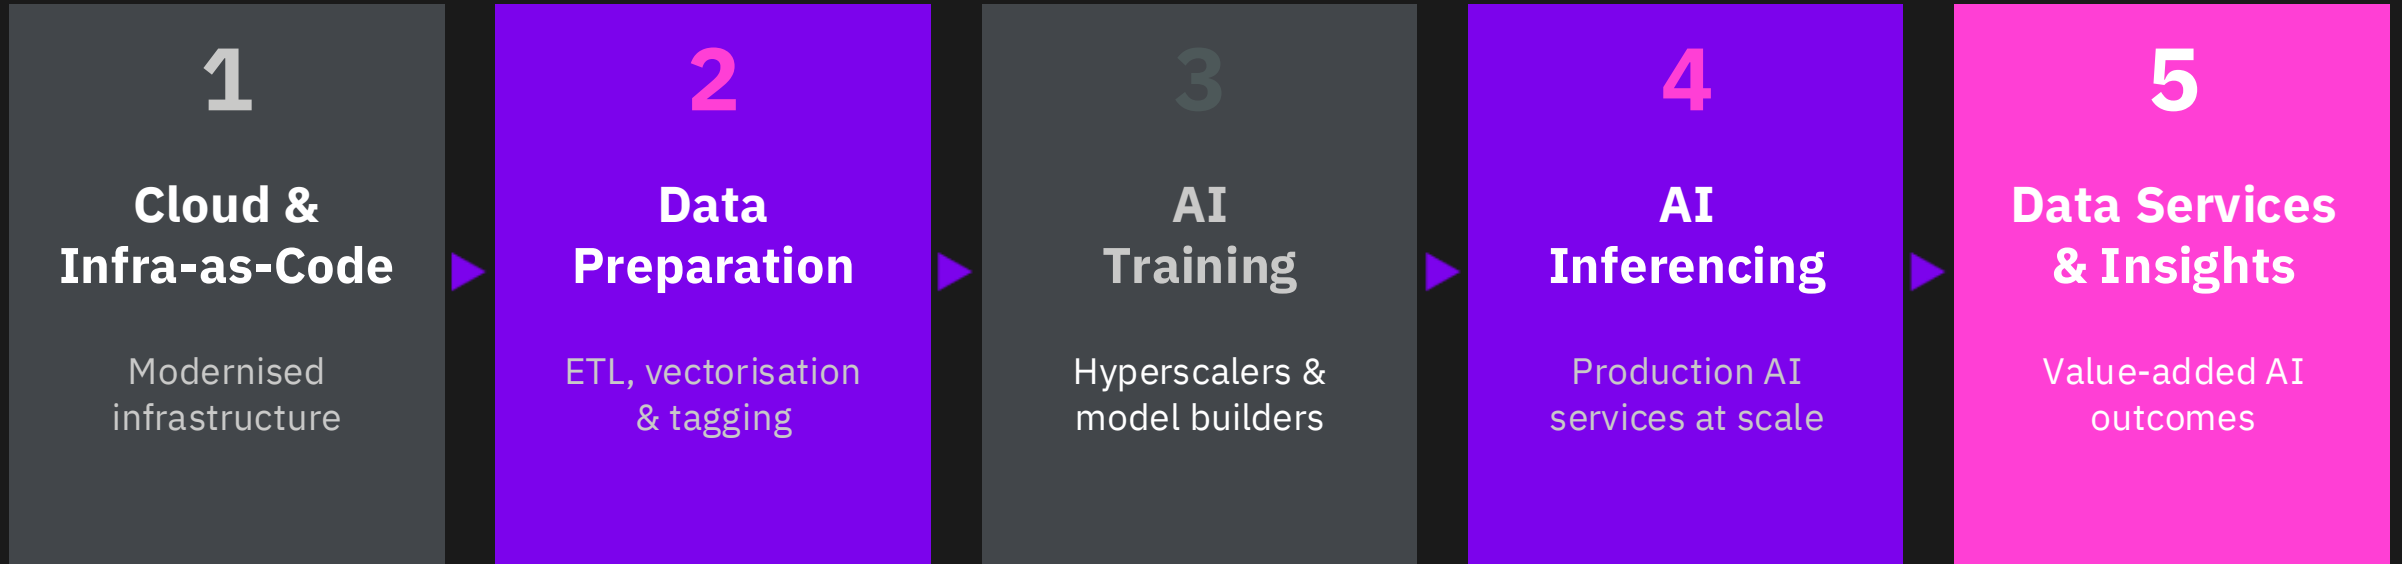 1
Cloud &
Infra-as-Code
Modernised
infrastructure
2
Data
Preparation
ETL, vectorisation
& tagging
3
AI
Training
Hyperscalers &
model builders
4
AI
Inferencing
Production AI
services at scale
5
Data Services
& Insights
Value-added AI
outcomes